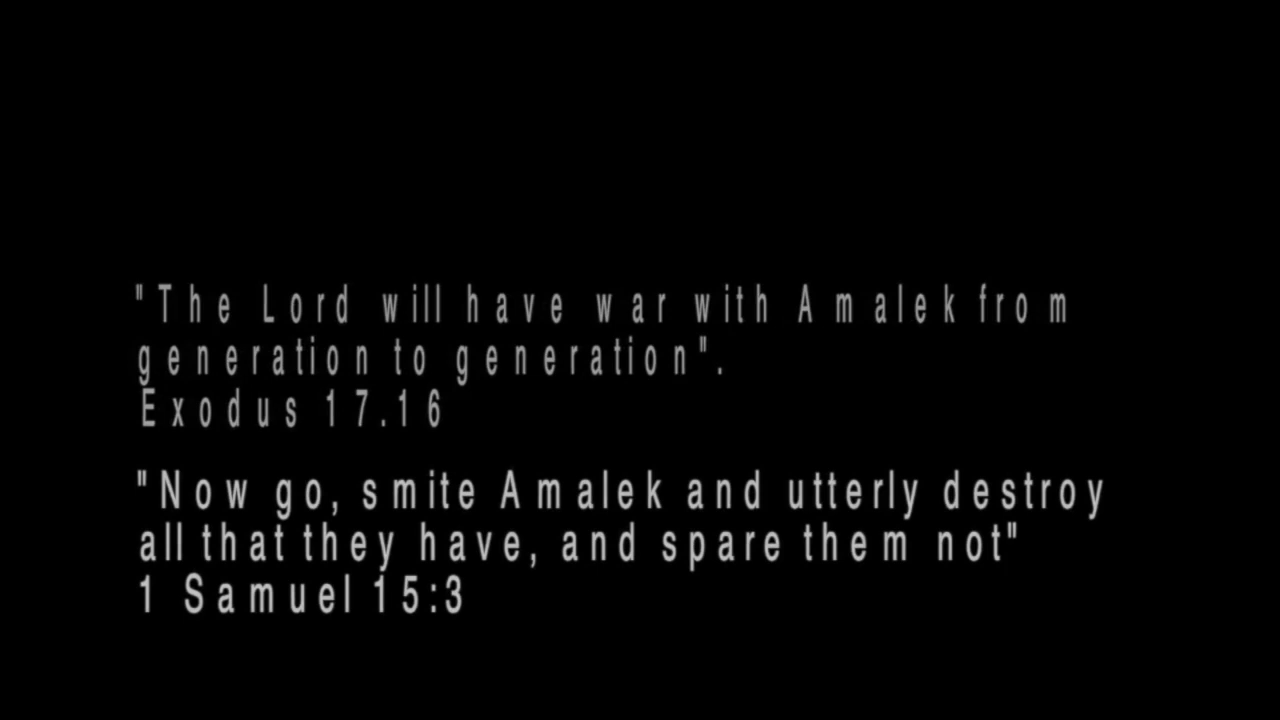 "The Lord will have war with Amalek from
generation to generation".
Exodus 17.16
"Now go, smite Amalek and utterly destroy
all that they have, and spare them not"
1 Samuel 15:3